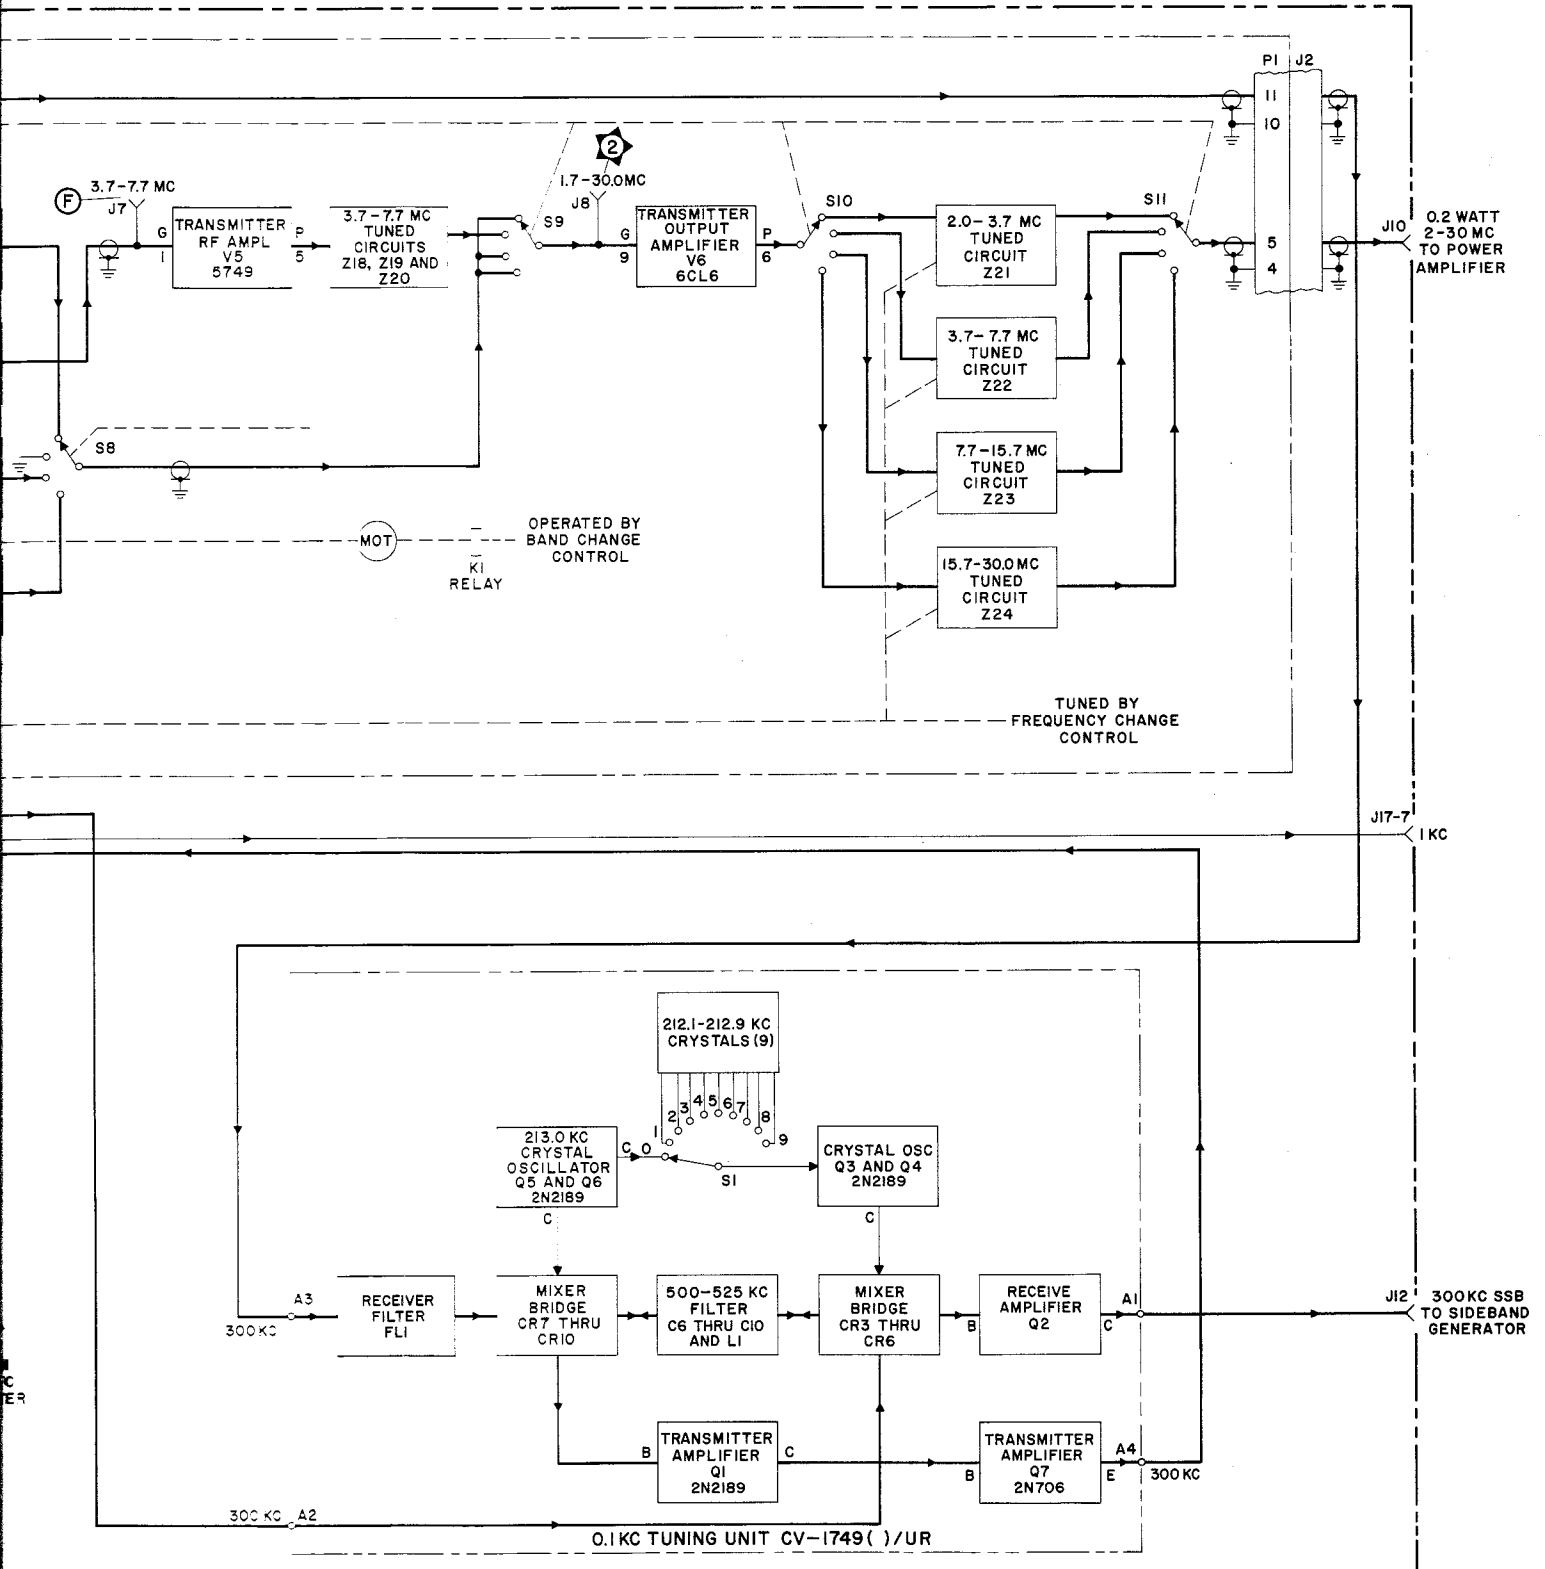 P1 J2
11
10
F
3.7-7.7 MC
J7
2
1.7-30.0MC
J8
G
1
TRANSMITTER
RF AMPL
V5
5749
P
5
3.7-7.7 MC
TUNED
CIRCUITS
Z18, Z19 AND
Z20
S9
G
9
TRANSMITTER
OUTPUT
AMPLIFIER
V6
6CL6
P
6
S10
2.0-3.7 MC
TUNED
CIRCUIT
Z21
S11
5
4
J10
0.2 WATT
2-30 MC
TO POWER
AMPLIFIER
3.7-7.7 MC
TUNED
CIRCUIT
Z22
S8
7.7-15.7 MC
TUNED
CIRCUIT
Z23
MOT
K1
RELAY
OPERATED BY
BAND CHANGE
CONTROL
15.7-30.0MC
TUNED
CIRCUIT
Z24
TUNED BY
FREQUENCY CHANGE
CONTROL
J17-7
1 KC
212.1-212.9 KC
CRYSTALS (9)
1 2 3 4 5 6 7 8 9
213.0 KC
CRYSTAL
OSCILLATOR
Q5 AND Q6
2N2189
C 0
S1
CRYSTAL OSC
Q3 AND Q4
2N2189
C
C
A3
300 KC
RECEIVER
FILTER
FL1
MIXER
BRIDGE
CR7 THRU
CR10
500-525 KC
FILTER
C6 THRU C10
AND L1
MIXER
BRIDGE
CR3 THRU
CR6
B
RECEIVE
AMPLIFIER
Q2
C
A1
J12
300 KC SSB
TO SIDEBAND
GENERATOR
C
ER
B
TRANSMITTER
AMPLIFIER
Q1
2N2189
C
B
TRANSMITTER
AMPLIFIER
Q7
2N706
E
A4
300 KC
300 KC A2
0.1 KC TUNING UNIT CV-1749( )/UR